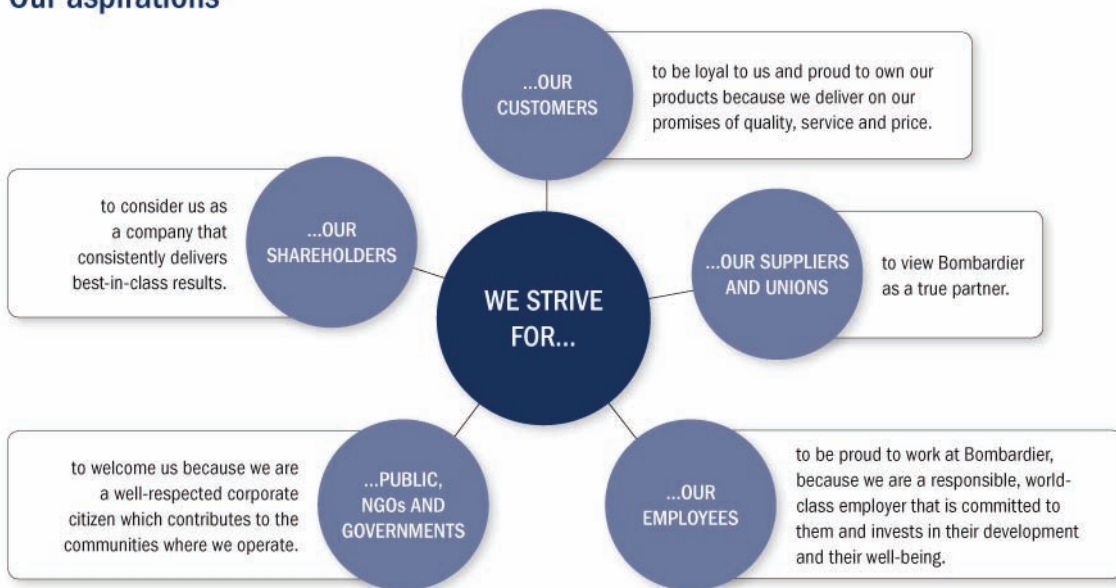 Our aspirations
...OUR
CUSTOMERS
to be loyal to us and proud to own our
products because we deliver on our
promises of quality, service and price.
to consider us as
a company that
consistently delivers
best-in-class results.
...OUR
SHAREHOLDERS
WE STRIVE
FOR...
...OUR SUPPLIERS
AND UNIONS
to view Bombardier
as a true partner.
to welcome us because we are
a well-respected corporate
citizen which contributes to the
communities where we operate.
...PUBLIC,
NGOs AND
GOVERNMENTS
...OUR
EMPLOYEES
to be proud to work at Bombardier,
because we are a responsible, world-
class employer that is committed to
them and invests in their development
and their well-being.